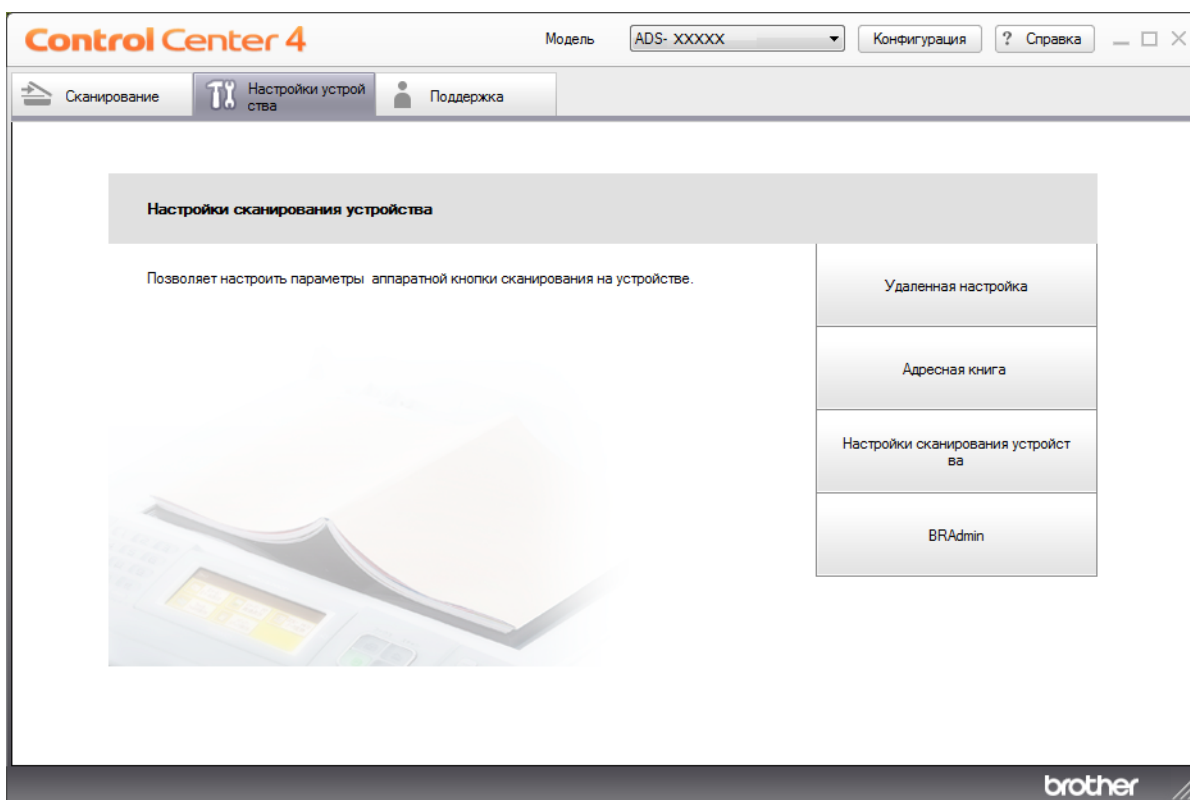 Control Center 4
Модель
ADS- XXXXX
Конфигурация
? Справка
Сканирование
Настройки устрой
ства
Поддержка
Настройки сканирования устройства
Позволяет настроить параметры аппаратной кнопки сканирования на устройстве.
Удаленная настройка
Адресная книга
Настройки сканирования устройст
ва
BRAdmin
brother